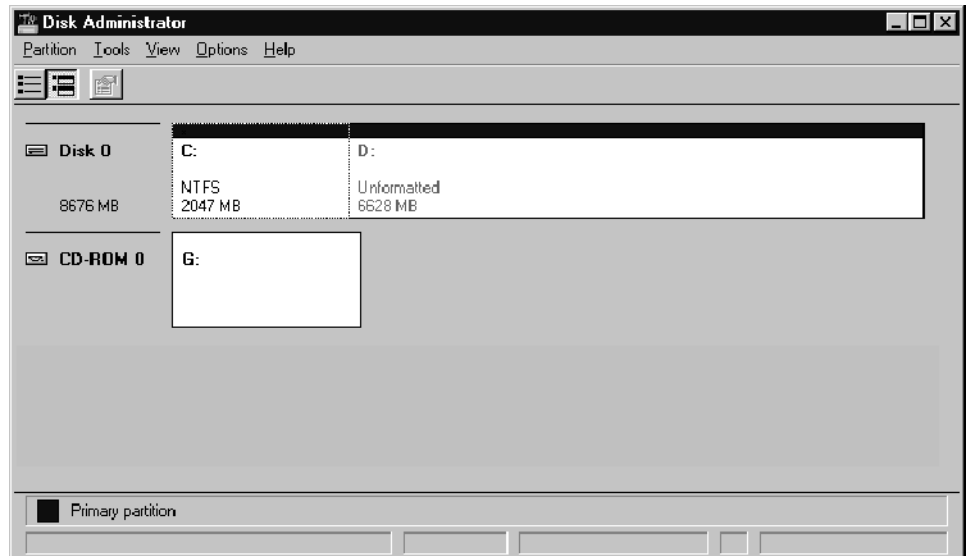 Disk Administrator
Partition Tools View Options Help
Disk 0
8676 MB
C:
NTFS
2047 MB
D:
Unformatted
6628 MB
CD-ROM 0
G:
Primary partition